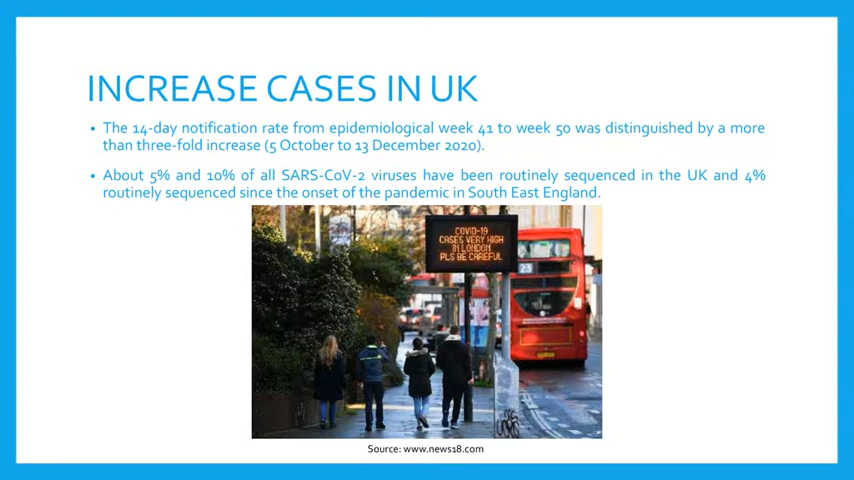 INCREASE CASES IN UK
• The 14-day notification rate from epidemiological week 41 to week 50 was distinguished by a more
than three-fold increase (5 October to 13 December 2020).
• About 5% and 10% of all SARS-CoV-2 viruses have been routinely sequenced in the UK and 4%
routinely sequenced since the onset of the pandemic in South East England.
COVID-19
CASES VERY HIGH
IN LONDON
PLS BE CAREFUL
23
Source: www.news18.com